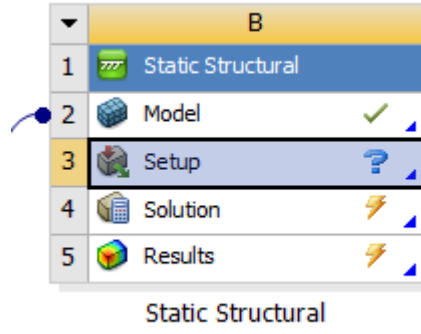 B
1 Static Structural
2 Model
3 Setup ?
4 Solution
5 Results
Static Structural